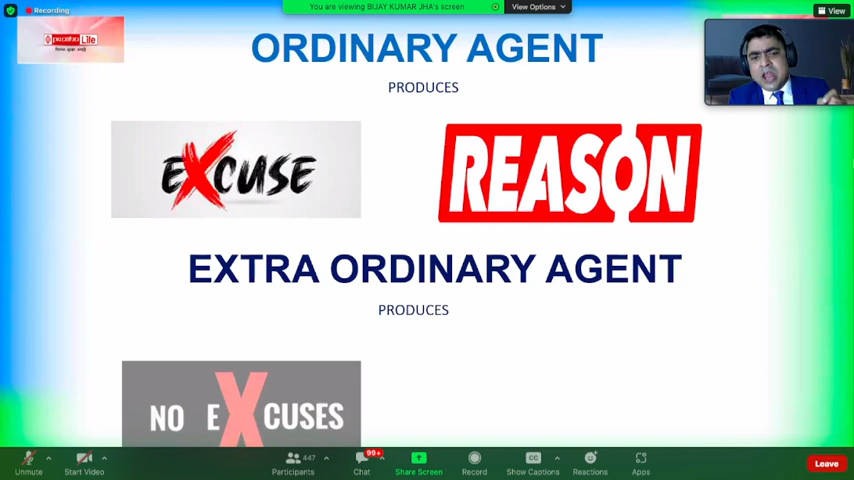 Recording
You are viewing BIJAY KUMAR JHA's screen
View Options
View
Life
ORDINARY AGENT
PRODUCES
EXCUSE
REASON
EXTRA ORDINARY AGENT
PRODUCES
NO EXCUSES
Unmute
Start Video
447
Participants
99+
Chat
Share Screen
Record
CC
Show Captions
Reactions
Apps
Leave